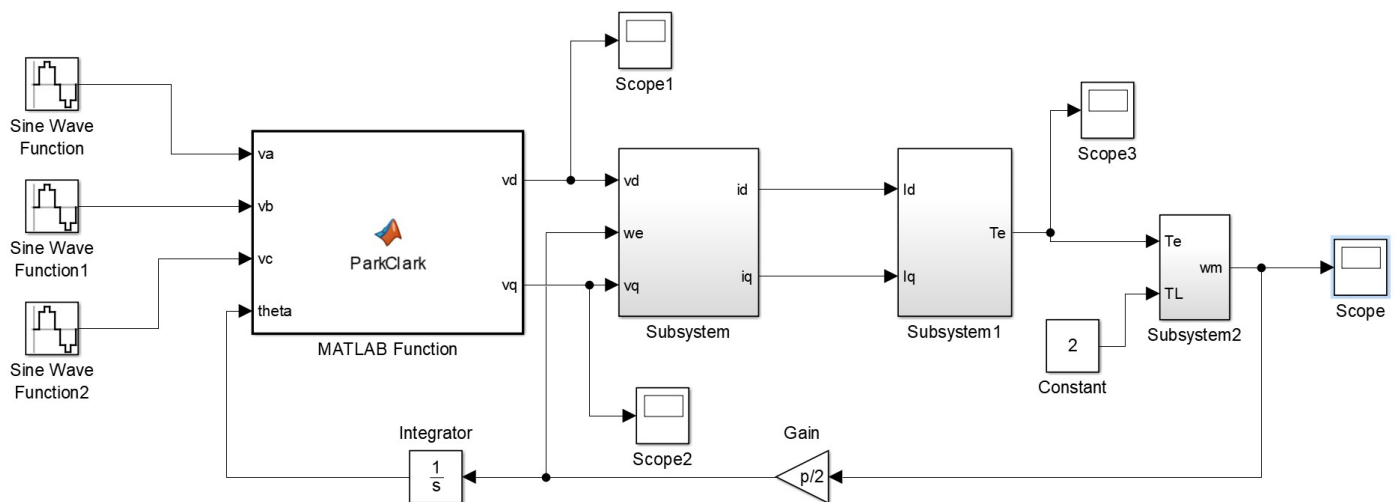 Sine Wave
Function
Sine Wave
Function1
Sine Wave
Function2
va
vb
vc
theta
ParkClark
vd
vq
MATLAB Function
Scope1
vd
we
vq
id
iq
Subsystem
Scope2
Id
Iq
Te
Subsystem1
Scope3
2
Constant
Te
TL
wm
Subsystem2
Scope
Integrator
1
s
Gain
p/2